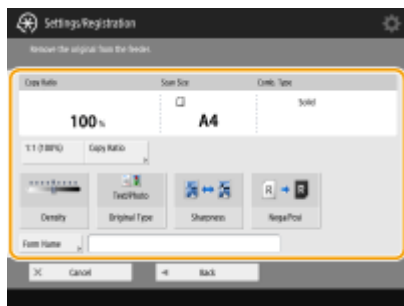 Settings/Registration
Remove the original from the feeder.
Copy Ratio Scan Size Comb. Type
100 % A4 Solid
1:1 (100%) Copy Ratio
Density Text/Photo Original Type Sharpness R R Nega/Posi
Form Name
Cancel Back